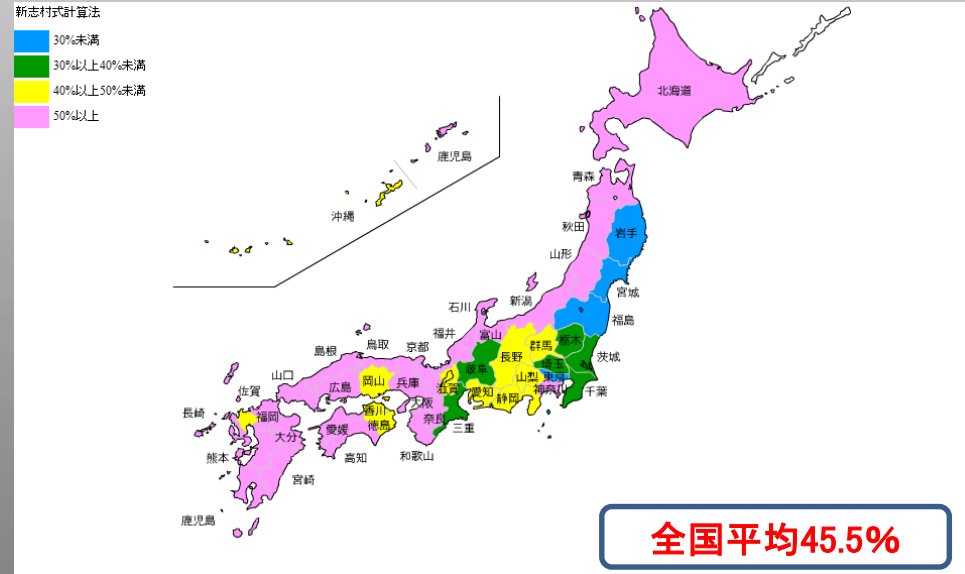 新志村式計算法
30%未満
30%以上40%未満
40%以上50%未満
50%以上
北海道
鹿児島
青森
沖縄
秋田
岩手
山形
宮城
新潟
石川
福島
福井
富山
栃木
群馬
鳥取
京都
島根
長野
茨城
埼玉
岐阜
山口
東京
山梨
岡山
兵庫
広島
滋賀
神奈川
千葉
佐賀
愛知
静岡
大阪
香川
長崎
福岡
奈良
徳島
三重
愛媛
大分
高知
和歌山
熊本
宮崎
鹿児島
全国平均45.5%